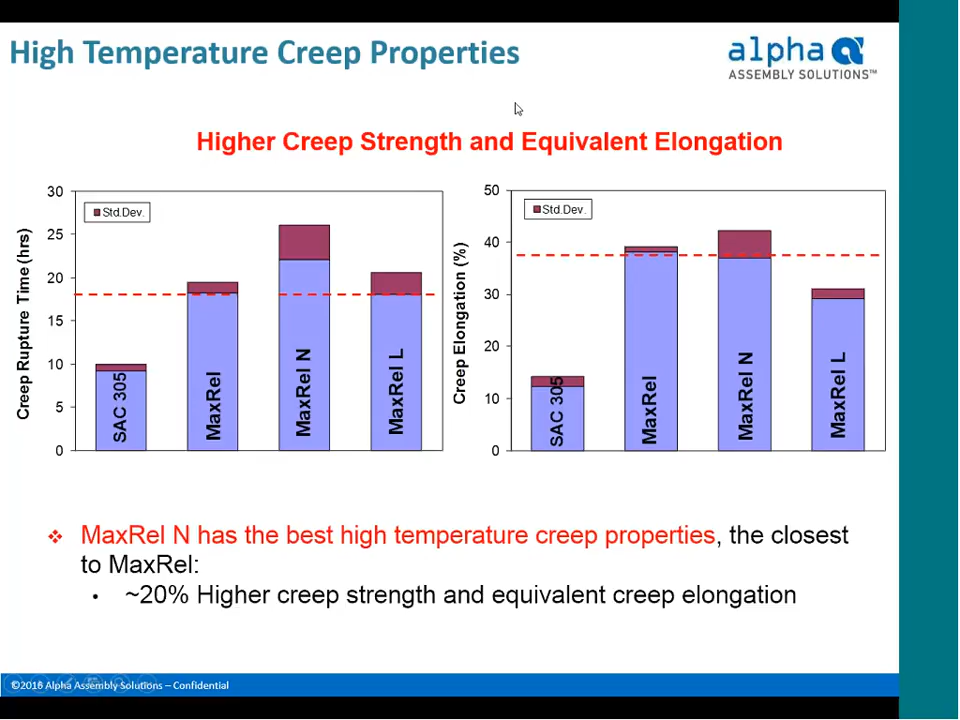 High Temperature Creep Properties
alpha
ASSEMBLY SOLUTIONS™
Higher Creep Strength and Equivalent Elongation
Creep Rupture Time (hrs)
30
25
20
15
10
5
0
Std.Dev.
SAC 305
MaxRel
MaxRel N
MaxRel L
Creep Elongation (%)
50
40
30
20
10
0
Std.Dev.
SAC 305
MaxRel
MaxRel N
MaxRel L
❖ MaxRel N has the best high temperature creep properties, the closest
to MaxRel:
• ~20% Higher creep strength and equivalent creep elongation
©2016 Alpha Assembly Solutions – Confidential